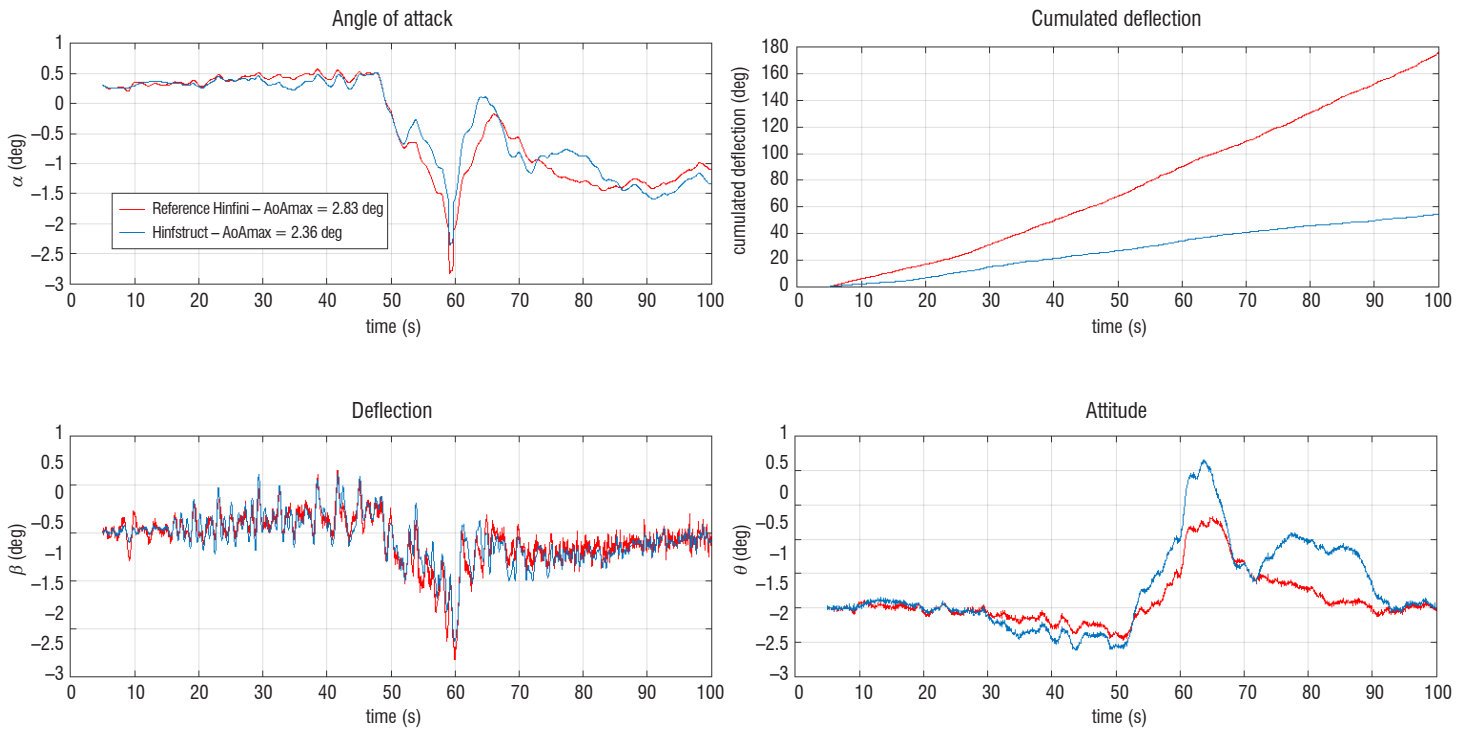 Angle of attack
1
0.5
0
–0.5
–1
–1.5
–2
–2.5
–3
α (deg)
Reference Hinfini – AoAmax = 2.83 deg
Hinfstruct – AoAmax = 2.36 deg
0 10 20 30 40 50 60 70 80 90 100
time (s)
Cumulated deflection
180
160
140
120
100
80
60
40
20
0
cumulated deflection (deg)
0 10 20 30 40 50 60 70 80 90 100
time (s)
Deflection
1
0.5
0
–0.5
–1
–1.5
–2
–2.5
–3
β (deg)
0 10 20 30 40 50 60 70 80 90 100
time (s)
Attitude
1
0.5
0
–0.5
–1
–1.5
–2
–2.5
–3
θ (deg)
0 10 20 30 40 50 60 70 80 90 100
time (s)